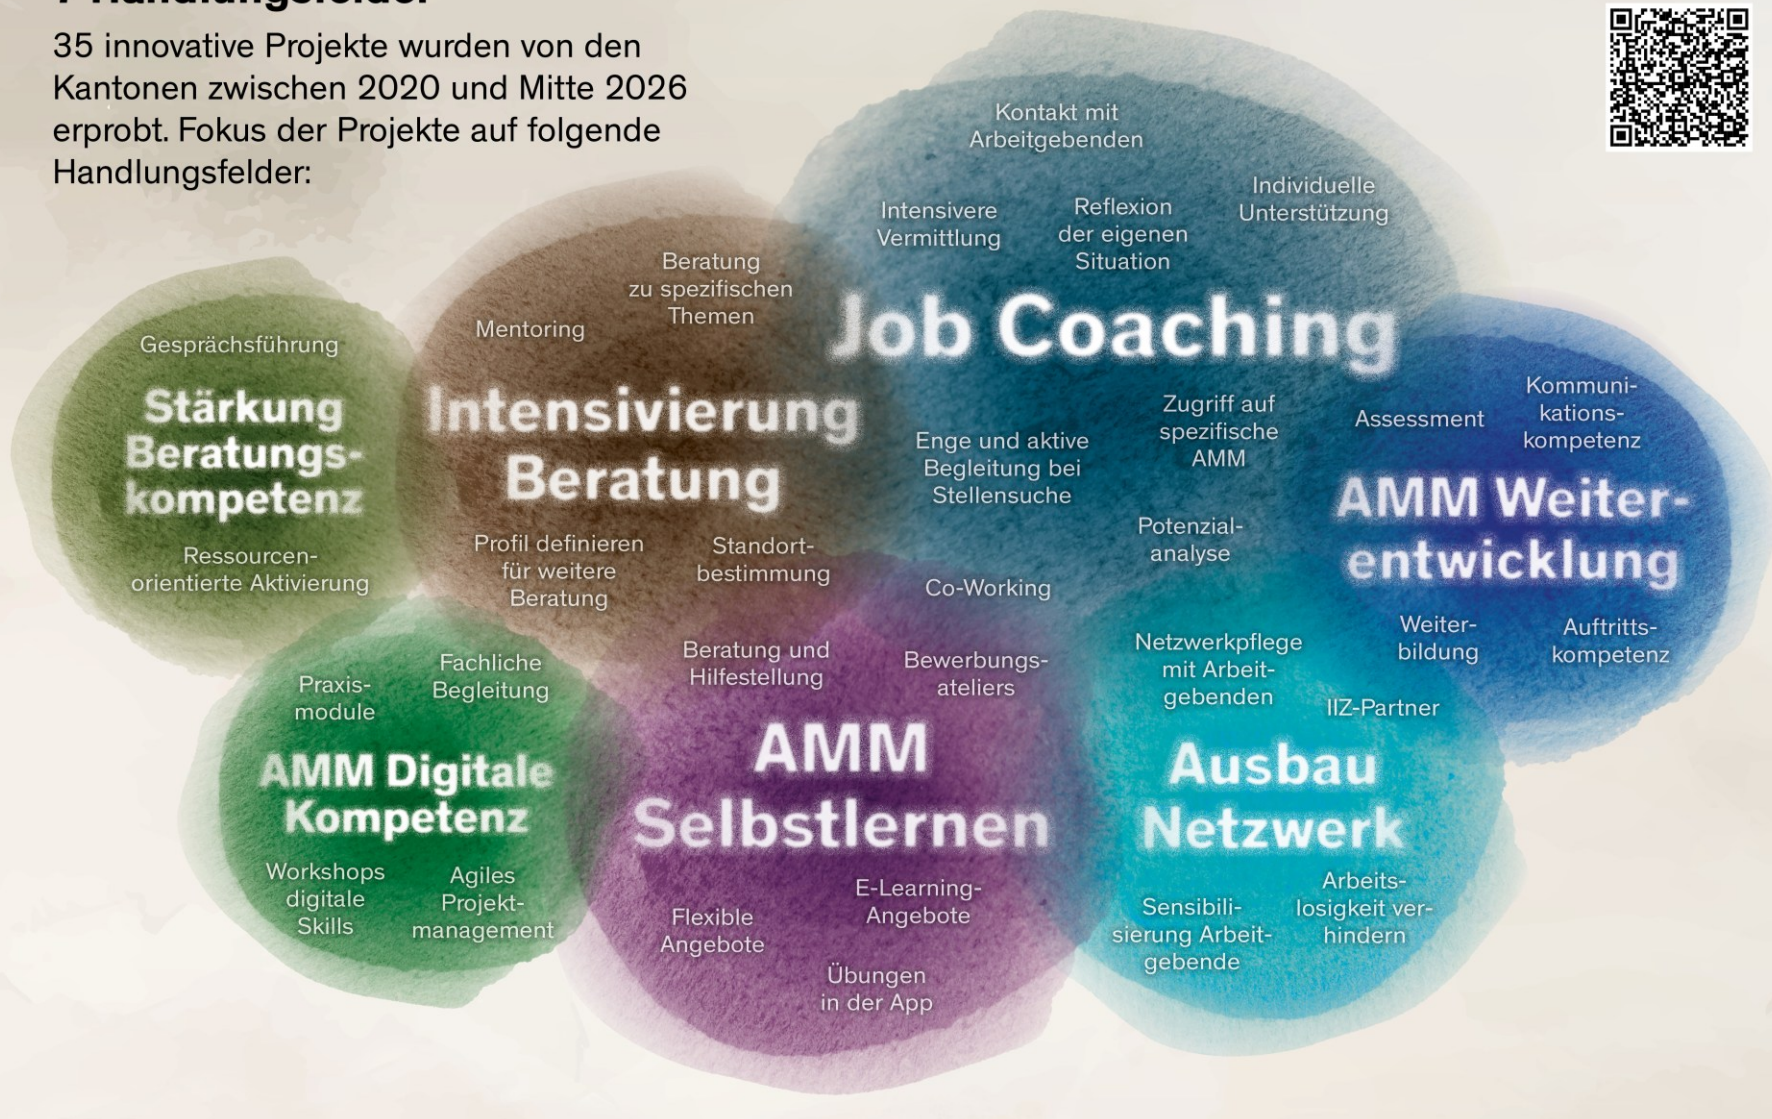 7 Handlungsfelder
35 innovative Projekte wurden von den
Kantonen zwischen 2020 und Mitte 2026
erprobt. Fokus der Projekte auf folgende
Handlungsfelder:
Gesprächsführung
Stärkung
Beratungs-
kompetenz
Ressourcen-
orientierte Aktivierung
Mentoring
Beratung
zu spezifischen
Themen
Intensivierung
Beratung
Profil definieren
für weitere
Beratung
Standort-
bestimmung
Kontakt mit
Arbeitgebenden
Intensivere
Vermittlung
Reflexion
der eigenen
Situation
Individuelle
Unterstützung
Job Coaching
Enge und aktive
Begleitung bei
Stellensuche
Zugriff auf
spezifische
AMM
Potenzial-
analyse
Co-Working
Assessment
Kommuni-
kations-
kompetenz
AMM Weiter-
entwicklung
Weiter-
bildung
Auftritts-
kompetenz
Praxis-
module
Fachliche
Begleitung
AMM Digitale
Kompetenz
Workshops
digitale
Skills
Agiles
Projekt-
management
Beratung und
Hilfestellung
Bewerbungs-
ateliers
AMM
Selbstlernen
Flexible
Angebote
E-Learning-
Angebote
Übungen
in der App
Netzwerkpflege
mit Arbeit-
gebenden
IIZ-Partner
Ausbau
Netzwerk
Sensibili-
sierung Arbeit-
gebende
Arbeits-
losigkeit ver-
hindern